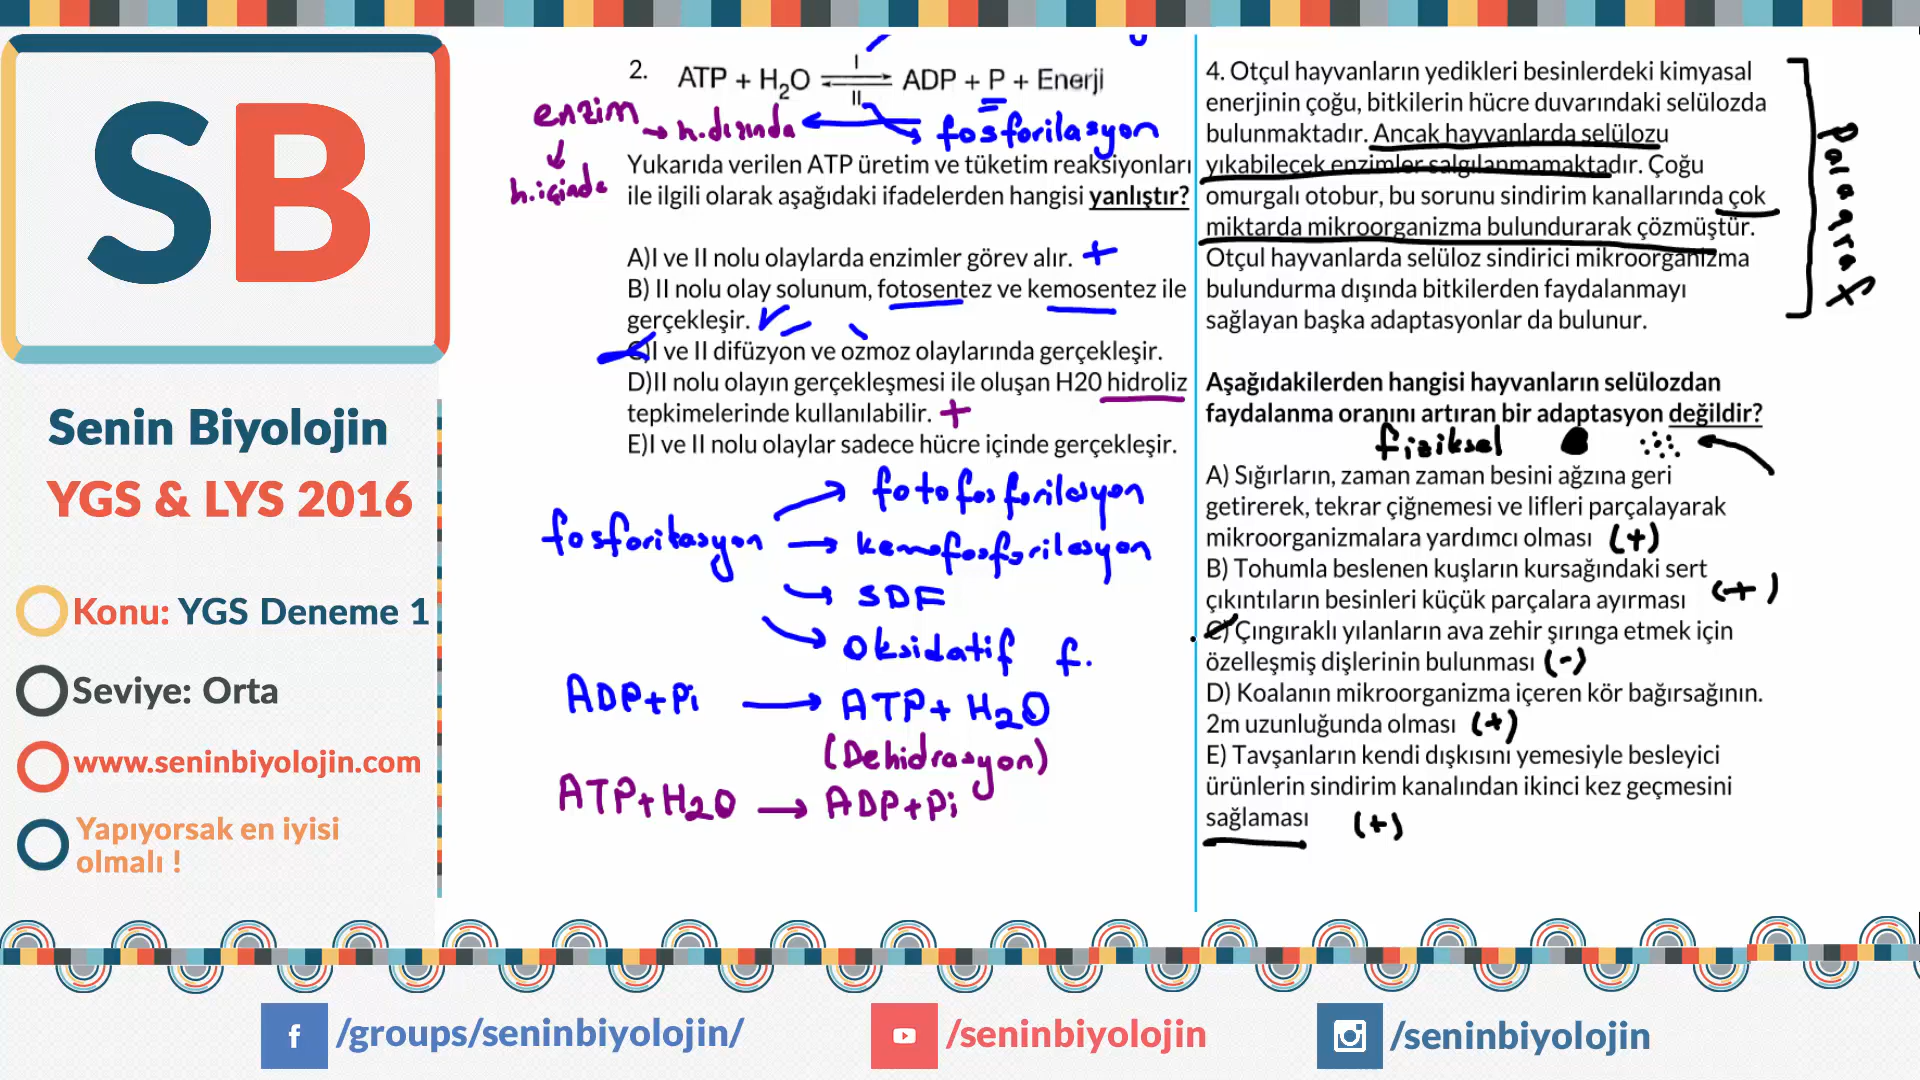 SB
Senin Biyolojin
YGS & LYS 2016
Konu: YGS Deneme 1
Seviye: Orta
www.seninbiyolojin.com
Yapıyorsak en iyisi
olmalı !
2. ATP + H2O I II ADP + P + Enerji
enzim → h.dışında
fosforilasyon
h.içinde
Yukarıda verilen ATP üretim ve tüketim reaksiyonları
ile ilgili olarak aşağıdaki ifadelerden hangisi yanlıştır?
A)I ve II nolu olaylarda enzimler görev alır. +
B) II nolu olay solunum, fotosentez ve kemosentez ile
gerçekleşir.
C)I ve II difüzyon ve ozmoz olaylarında gerçekleşir.
D)II nolu olayın gerçekleşmesi ile oluşan H20 hidroliz
tepkimelerinde kullanılabilir. +
E)I ve II nolu olaylar sadece hücre içinde gerçekleşir.
fotofosforilasyon
fosforilasyon → kemofosforilasyon
→ SDF
Oksidatif f.
ADP+Pi → ATP+ H2O
(Dehidrasyon)
ATP+H2O → ADP+Pi
4. Otçul hayvanların yedikleri besinlerdeki kimyasal
enerjinin çoğu, bitkilerin hücre duvarındaki selülozda
bulunmaktadır. Ancak hayvanlarda selülozu
yıkabilecek enzimler salgılanmamaktadır. Çoğu
omurgalı otobur, bu sorunu sindirim kanallarında çok
miktarda mikroorganizma bulundurarak çözmüştür.
Otçul hayvanlarda selüloz sindirici mikroorganizma
bulundurma dışında bitkilerden faydalanmayı
sağlayan başka adaptasyonlar da bulunur.
Paragraf
Aşağıdakilerden hangisi hayvanların selülozdan
faydalanma oranını artıran bir adaptasyon değildir?
fiziksel
A) Sığırların, zaman zaman besini ağzına geri
getirerek, tekrar çiğnemesi ve lifleri parçalayarak
mikroorganizmalara yardımcı olması (+)
B) Tohumla beslenen kuşların kursağındaki sert
çıkıntıların besinleri küçük parçalara ayırması (+)
C) Çıngıraklı yılanların ava zehir şırınga etmek için
özelleşmiş dişlerinin bulunması (-)
D) Koalanın mikroorganizma içeren kör bağırsağının.
2m uzunluğunda olması (+)
E) Tavşanların kendi dışkısını yemesiyle besleyici
ürünlerin sindirim kanalından ikinci kez geçmesini
sağlaması (+)
f /groups/seninbiyolojin/
/seninbiyolojin
/seninbiyolojin